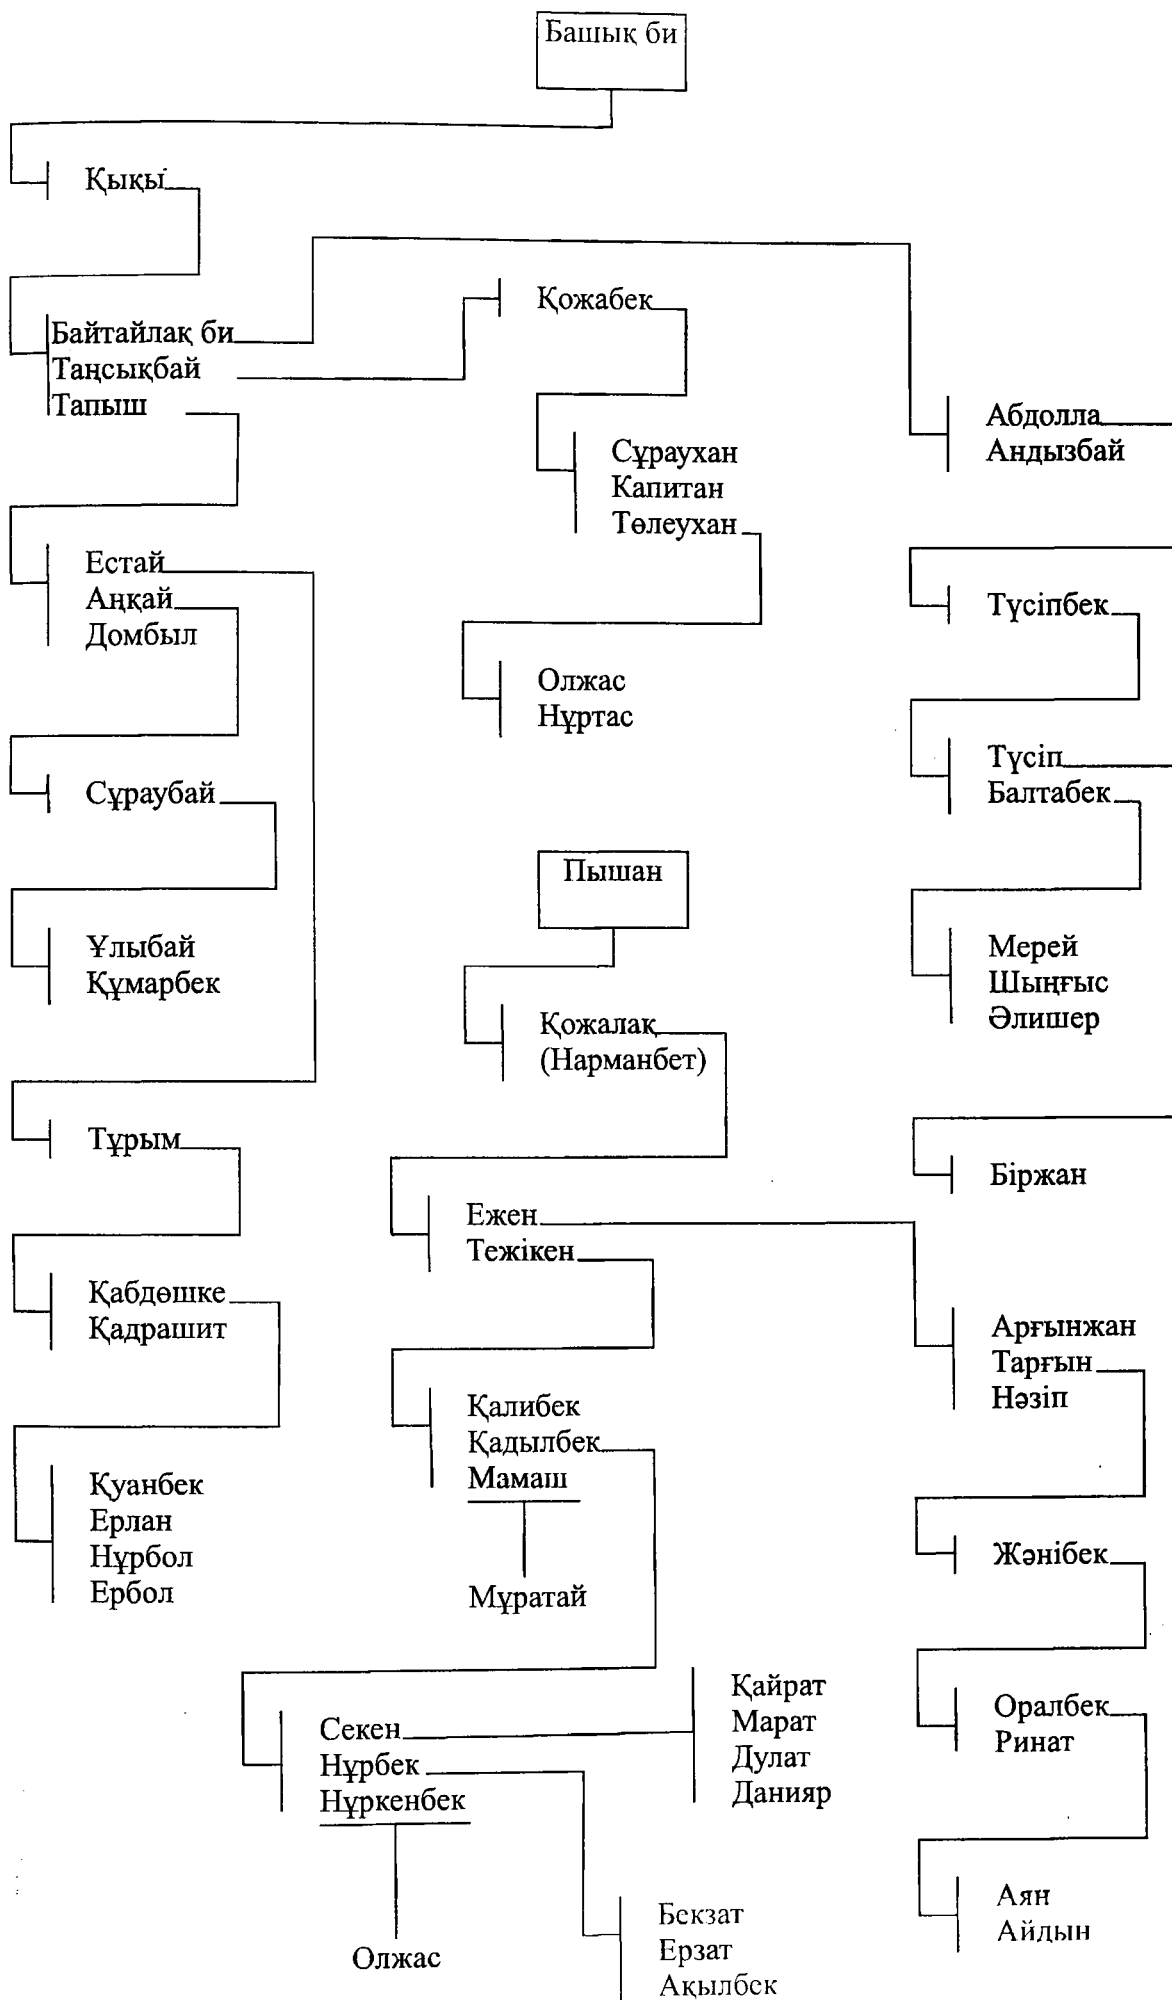 Башық би
Қықы
Байтайлақ би
Таңсықбай
Тапыш
Қожабек
Абдолла
Андызбай
Сұраухан
Капитан
Төлеухан
Естай
Аңқай
Домбыл
Түсіпбек
Олжас
Нұртас
Түсіп
Балтабек
Сұраубай
Пышан
Ұлыбай
Құмарбек
Мерей
Шыңғыс
Әлишер
Қожалақ
(Нарманбет)
Тұрым
Біржан
Ежен
Тежікен
Қабдөшке
Қадрашит
Арғынжан
Тарғын
Нәзіп
Қалибек
Қадылбек
Мамаш
Мұратай
Қуанбек
Ерлан
Нұрбол
Ербол
Жәнібек
Секен
Нұрбек
Нұркенбек
Қайрат
Марат
Дулат
Данияр
Оралбек
Ринат
Олжас
Бекзат
Ерзат
Ақылбек
Аян
Айдын